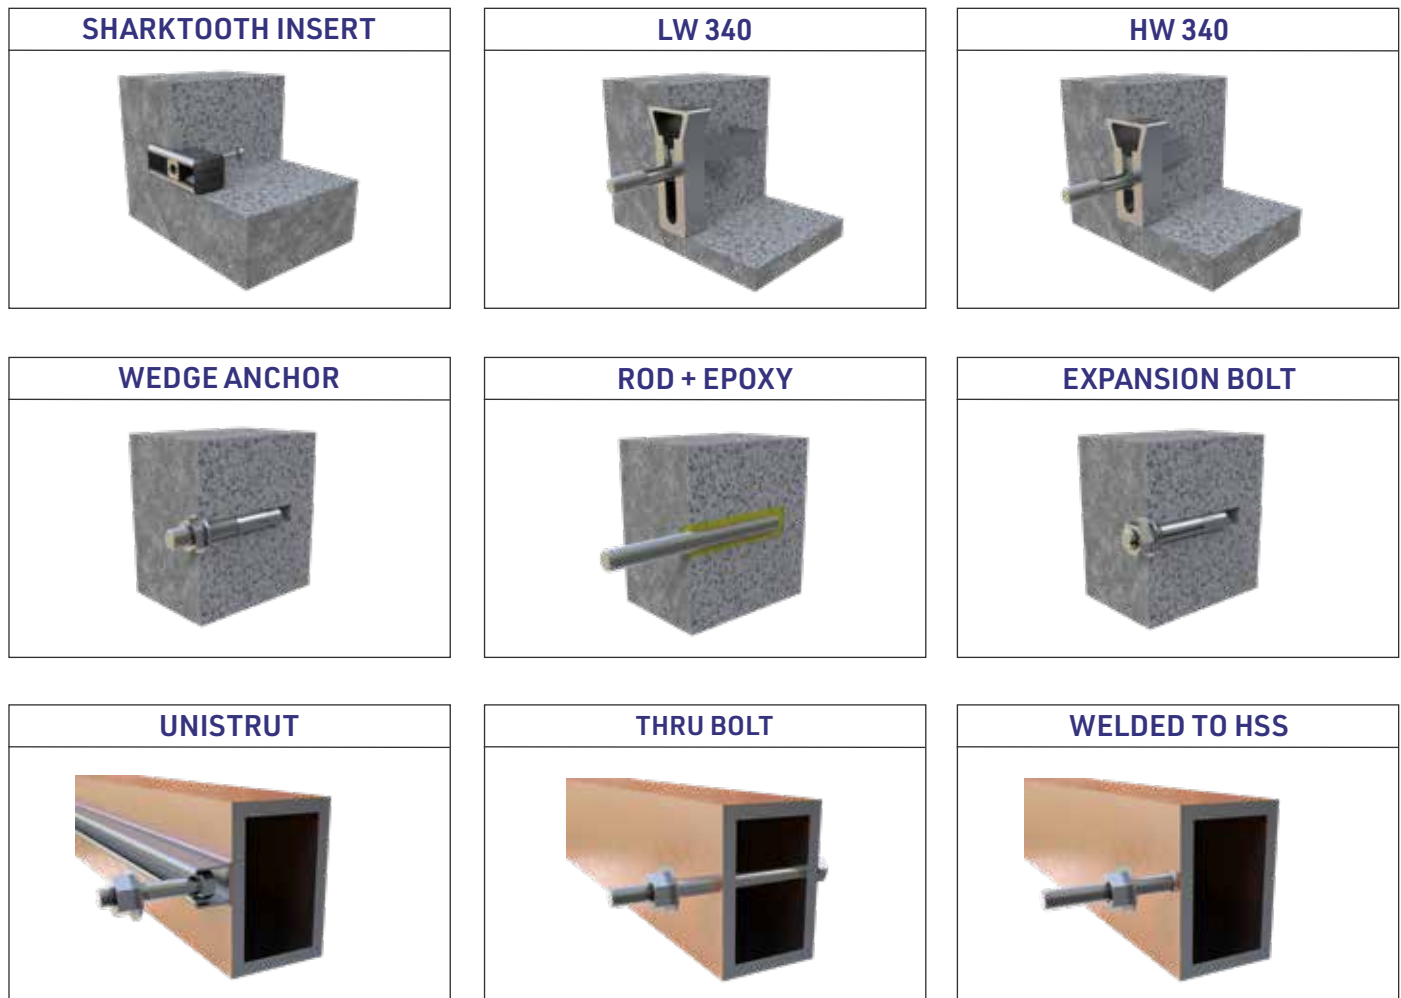 SHARKTOOTH INSERT
LW 340
HW 340
WEDGE ANCHOR
ROD + EPOXY
EXPANSION BOLT
UNISTRUT
THRU BOLT
WELDED TO HSS